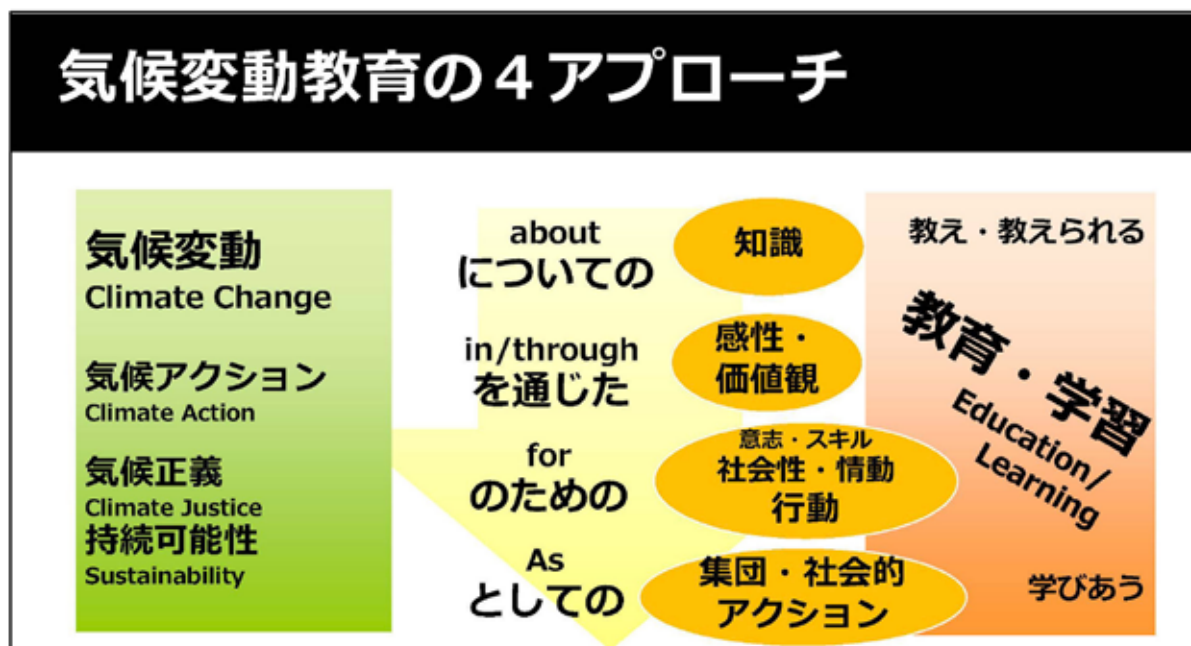 気候変動教育の４アプローチ
気候変動
Climate Change
気候アクション
Climate Action
気候正義
Climate Justice
持続可能性
Sustainability
about
についての
in/through
を通じた
for
のための
As
としての
知識
感性・
価値観
意志・スキル
社会性・情動
行動
集団・社会的
アクション
教え・教えられる
教育・学習
Education/
Learning
学びあう